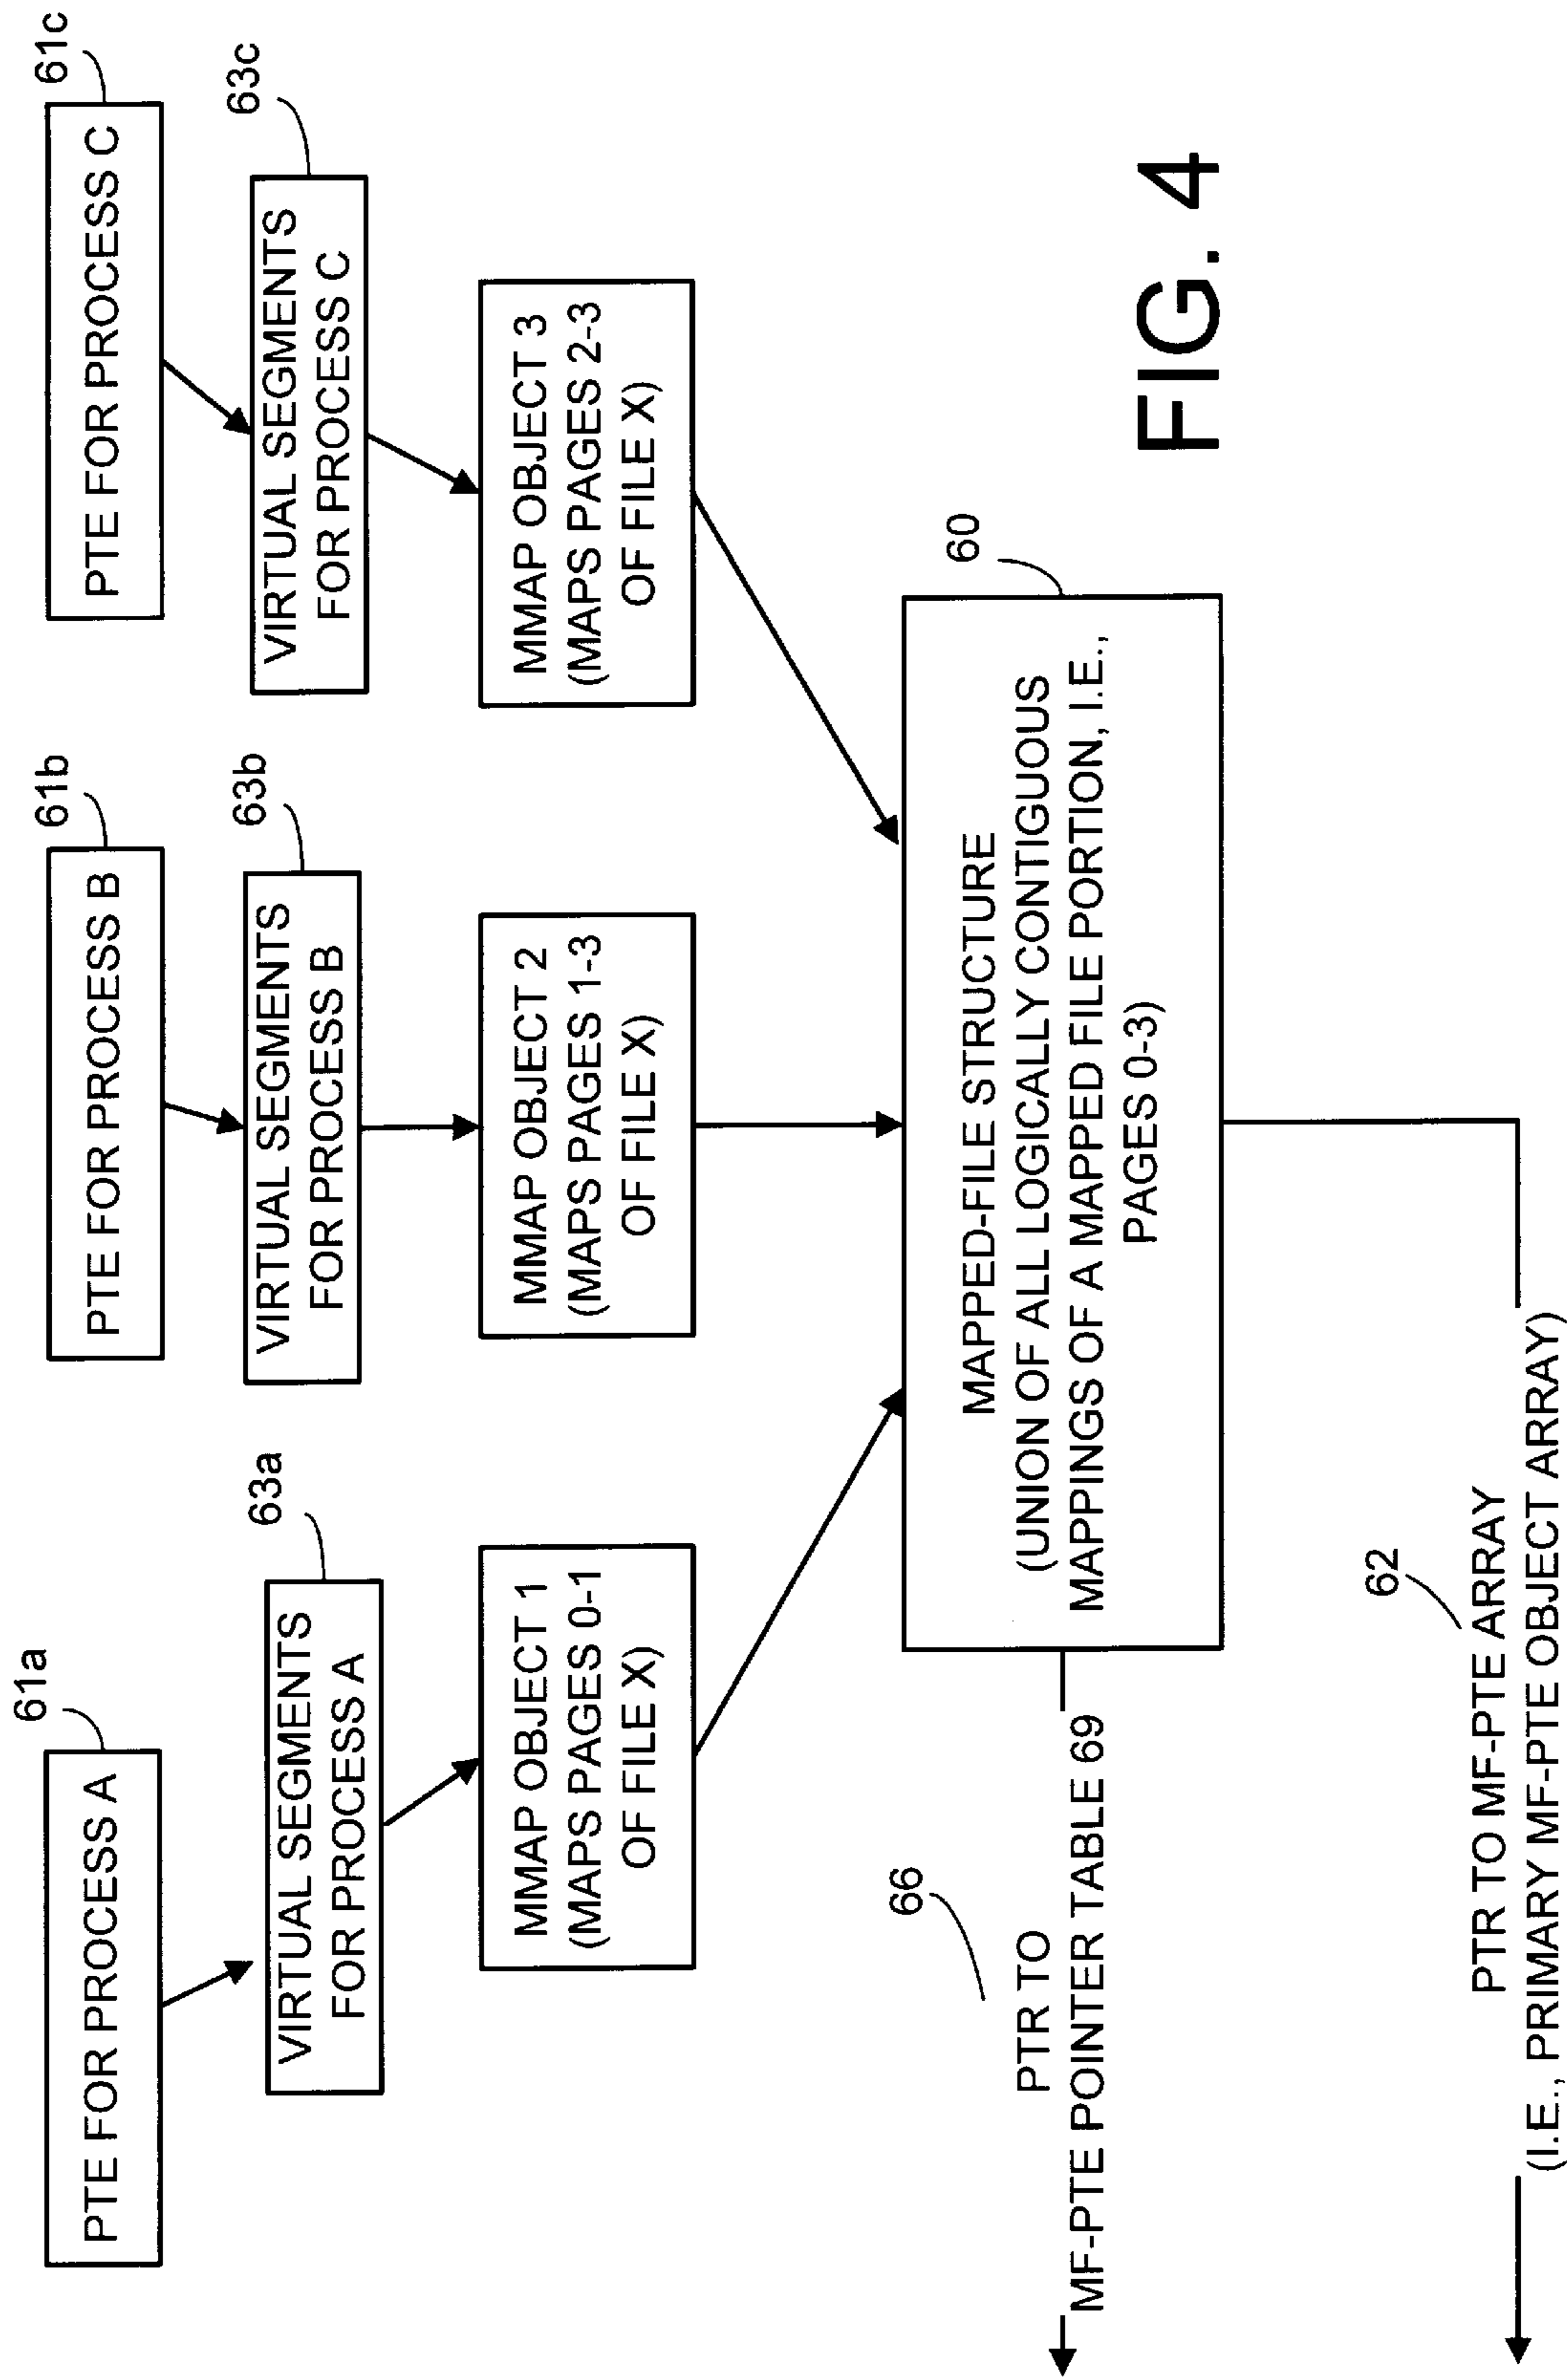 61a
61b
61c
PTE FOR PROCESS A
PTE FOR PROCESS B
PTE FOR PROCESS C
63a
63b
63c
VIRTUAL SEGMENTS
FOR PROCESS A
VIRTUAL SEGMENTS
FOR PROCESS B
VIRTUAL SEGMENTS
FOR PROCESS C
MMAP OBJECT 1
(MAPS PAGES 0-1
OF FILE X)
MMAP OBJECT 2
(MAPS PAGES 1-3
OF FILE X)
MMAP OBJECT 3
(MAPS PAGES 2-3
OF FILE X)
66
60
PTR TO
MF-PTE POINTER TABLE 69
MAPPED-FILE STRUCTURE
(UNION OF ALL LOGICALLY CONTIGUOUS
MAPPINGS OF A MAPPED FILE PORTION, I.E.,
PAGES 0-3)
62
PTR TO MF-PTE ARRAY
(I.E., PRIMARY MF-PTE OBJECT ARRAY)
FIG. 4